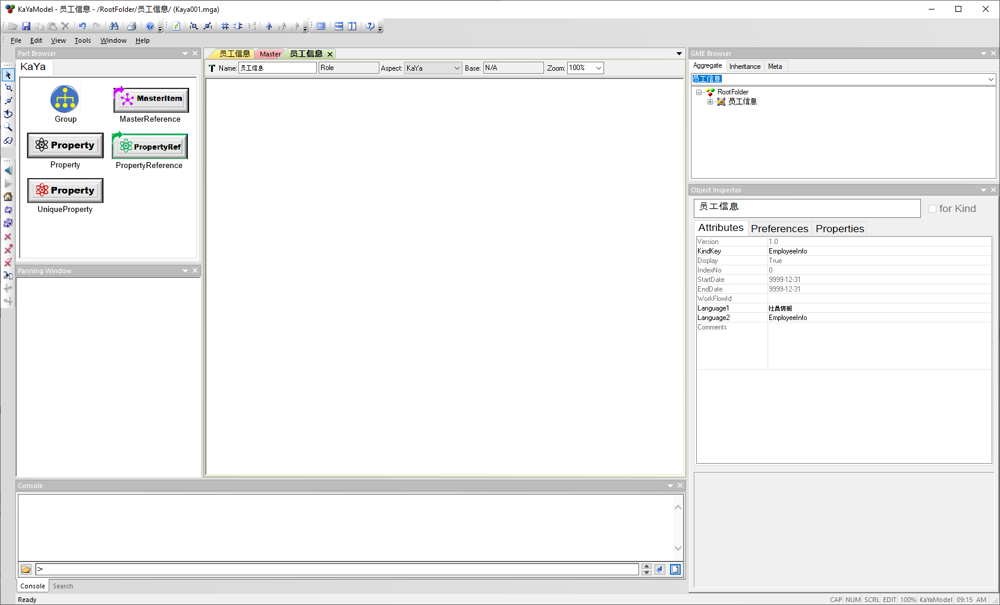 KaYaModel - 员工信息 - /RootFolder/员工信息/ (Kaya001.mga)
File Edit View Tools Window Help
Part Browser
KaYa
Group
MasterItem
MasterReference
Property
Property
PropertyRef
PropertyReference
Property
UniqueProperty
Panning Window
员工信息 Master 员工信息
T Name: 员工信息 Role Aspect: KaYa Base: N/A Zoom: 100%
GME Browser
Aggregate Inheritance Meta
员工信息
RootFolder
员工信息
Object Inspector
员工信息 for Kind
Attributes Preferences Properties
Version 1.0
KindKey EmployeeInfo
Display True
IndexNo 0
StartDate 9999-12-31
EndDate 9999-12-31
WorkFlowId
Language1 社員情報
Language2 EmployeeInfo
Comments
Console
>
Console Search
Ready
CAP NUM SCRL EDIT 100% KaYaModel 09:15 AM